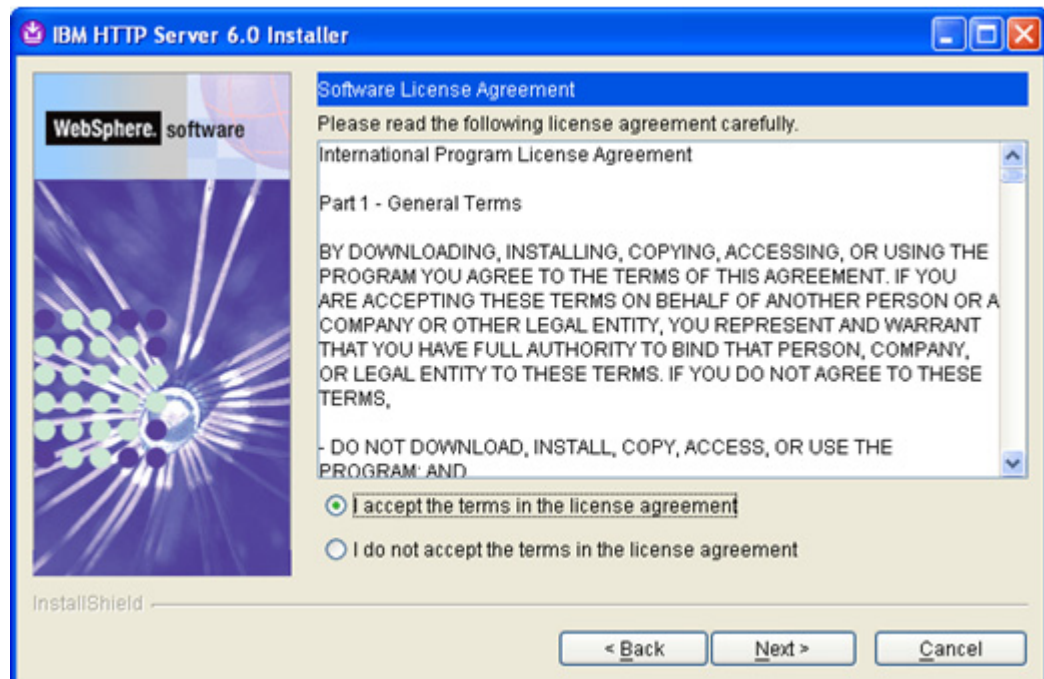 IBM HTTP Server 6.0 Installer
WebSphere. software
Software License Agreement
Please read the following license agreement carefully.
International Program License Agreement
Part 1 - General Terms
BY DOWNLOADING, INSTALLING, COPYING, ACCESSING, OR USING THE
PROGRAM YOU AGREE TO THE TERMS OF THIS AGREEMENT. IF YOU
ARE ACCEPTING THESE TERMS ON BEHALF OF ANOTHER PERSON OR A
COMPANY OR OTHER LEGAL ENTITY, YOU REPRESENT AND WARRANT
THAT YOU HAVE FULL AUTHORITY TO BIND THAT PERSON, COMPANY,
OR LEGAL ENTITY TO THESE TERMS. IF YOU DO NOT AGREE TO THESE
TERMS,
- DO NOT DOWNLOAD, INSTALL, COPY, ACCESS, OR USE THE
PROGRAM; AND
I accept the terms in the license agreement
I do not accept the terms in the license agreement
InstallShield
< Back
Next >
Cancel